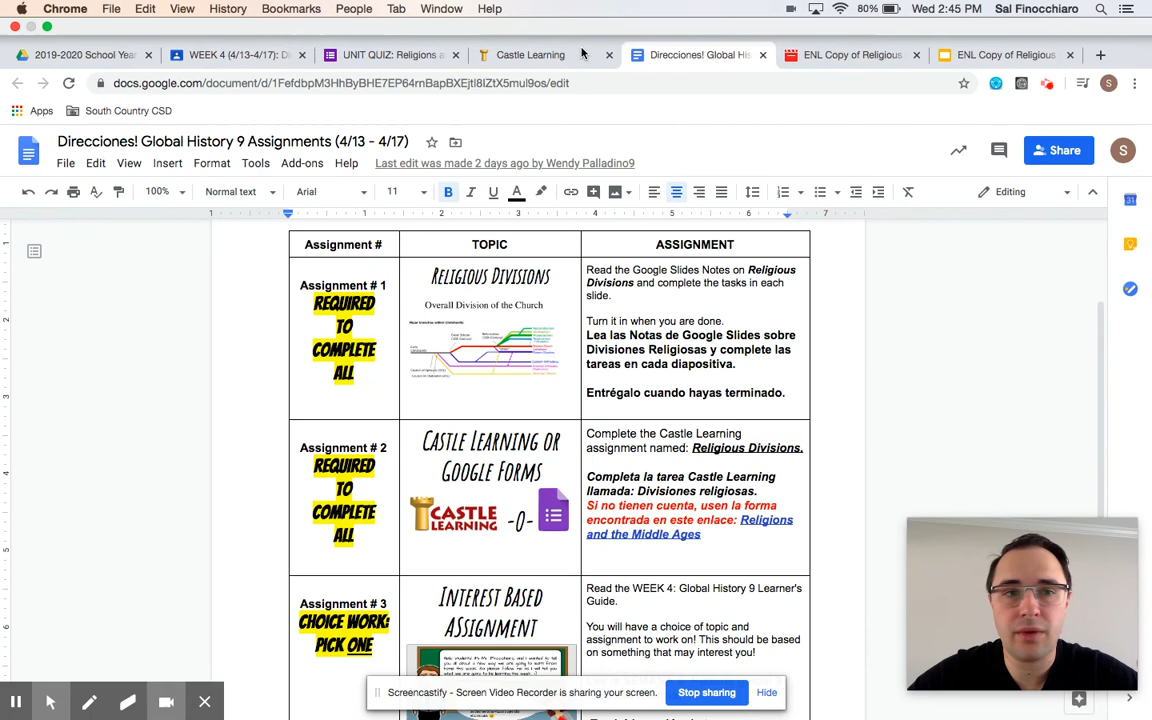 Chrome File Edit View History Bookmarks People Tab Window Help 80% Wed 2:45 PM Sal Finocchiaro
2019-2020 School Year WEEK 4 (4/13-4/17): Di UNIT QUIZ: Religions a Castle Learning Direcciones! Global His ENL Copy of Religious ENL Copy of Religious
docs.google.com/document/d/1FefdbpM3HhByBHE7EP64rnBapBXEjtl8IZtX5mul9os/edit S
Apps South Country CSD
Direcciones! Global History 9 Assignments (4/13 - 4/17)
Share S
File Edit View Insert Format Tools Add-ons Help Last edit was made 2 days ago by Wendy Palladino9
100% Normal text Arial 11 B I U A Editing
1 1 2 3 4 5 6 7
Assignment # TOPIC ASSIGNMENT
Assignment # 1
REQUIRED
TO
COMPLETE
ALL
RELIGIOUS DIVISIONS
Overall Division of the Church
Read the Google Slides Notes on Religious
Divisions and complete the tasks in each
slide.
Turn it in when you are done.
Lea las Notas de Google Slides sobre
Divisiones Religiosas y complete las
tareas en cada diapositiva.
Entrégalo cuando hayas terminado.
Assignment # 2
REQUIRED
TO
COMPLETE
ALL
CASTLE LEARNING OR
GOOGLE FORMS
CASTLE
LEARNING
-O-
Complete the Castle Learning
assignment named: Religious Divisions.
Completa la tarea Castle Learning
llamada: Divisiones religiosas.
Si no tienen cuenta, usen la forma
encontrada en este enlace: Religions
and the Middle Ages
Assignment # 3
CHOICE WORK:
PICK ONE
INTEREST BASED
ASSIGNMENT
Read the WEEK 4: Global History 9 Learner's
Guide.
You will have a choice of topic and
assignment to work on! This should be based
on something that may interest you!
Screencastify - Screen Video Recorder is sharing your screen. Stop sharing Hide